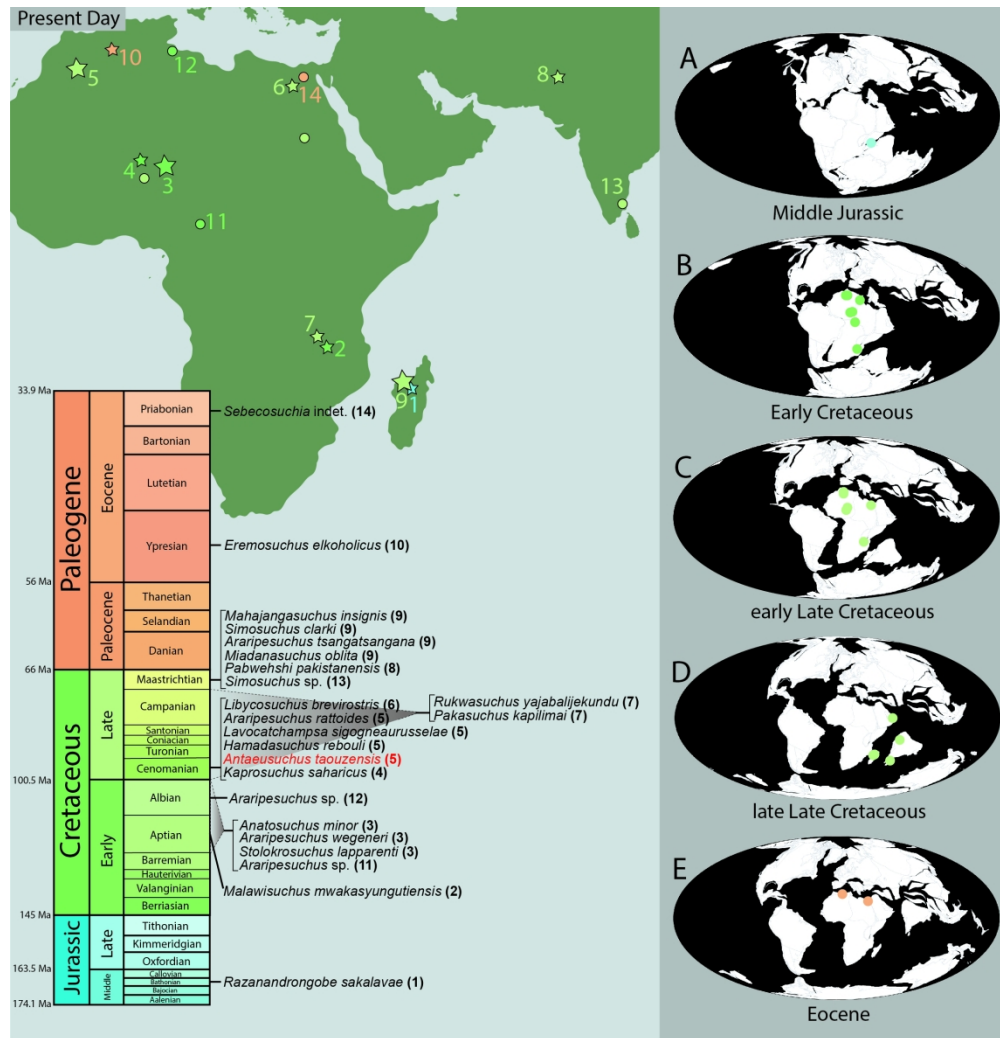 Present Day
10
12
5
6
14
8
4
3
13
11
7
2
9
1
33.9 Ma
56 Ma
66 Ma
100.5 Ma
145 Ma
163.5 Ma
174.1 Ma
Paleogene
Eocene
Priabonian
Bartonian
Lutetian
Ypresian
Paleocene
Thanetian
Selandian
Danian
Cretaceous
Late
Maastrichtian
Campanian
Santonian
Coniacian
Turonian
Cenomanian
Early
Albian
Aptian
Barremian
Hauterivian
Valanginian
Berriasian
Jurassic
Late
Tithonian
Kimmeridgian
Oxfordian
Middle
Callovian
Bathonian
Bajocian
Aalenian
Sebecosuchia indet. (14)
Eremosuchus elkoholicus (10)
Mahajangasuchus insignis (9)
Simosuchus clarki (9)
Araripesuchus tsangatsangana (9)
Miadanasuchus oblita (9)
Pabwehshi pakistanensis (8)
Simosuchus sp. (13)
Rukwasuchus yajabalijekundu (7)
Pakasuchus kapilimai (7)
Libycosuchus brevirostris (6)
Araripesuchus rattoides (5)
Lavocatchampsa sigogneaurusselae (5)
Hamadasuchus rebouli (5)
Antaeusuchus taouzensis (5)
Kaprosuchus saharicus (4)
Araripesuchus sp. (12)
Anatosuchus minor (3)
Araripesuchus wegeneri (3)
Stolokrosuchus lapparenti (3)
Araripesuchus sp. (11)
Malawisuchus mwakasyungutiensis (2)
Razanandrongobe sakalavae (1)
A
Middle Jurassic
B
Early Cretaceous
C
early Late Cretaceous
D
late Late Cretaceous
E
Eocene